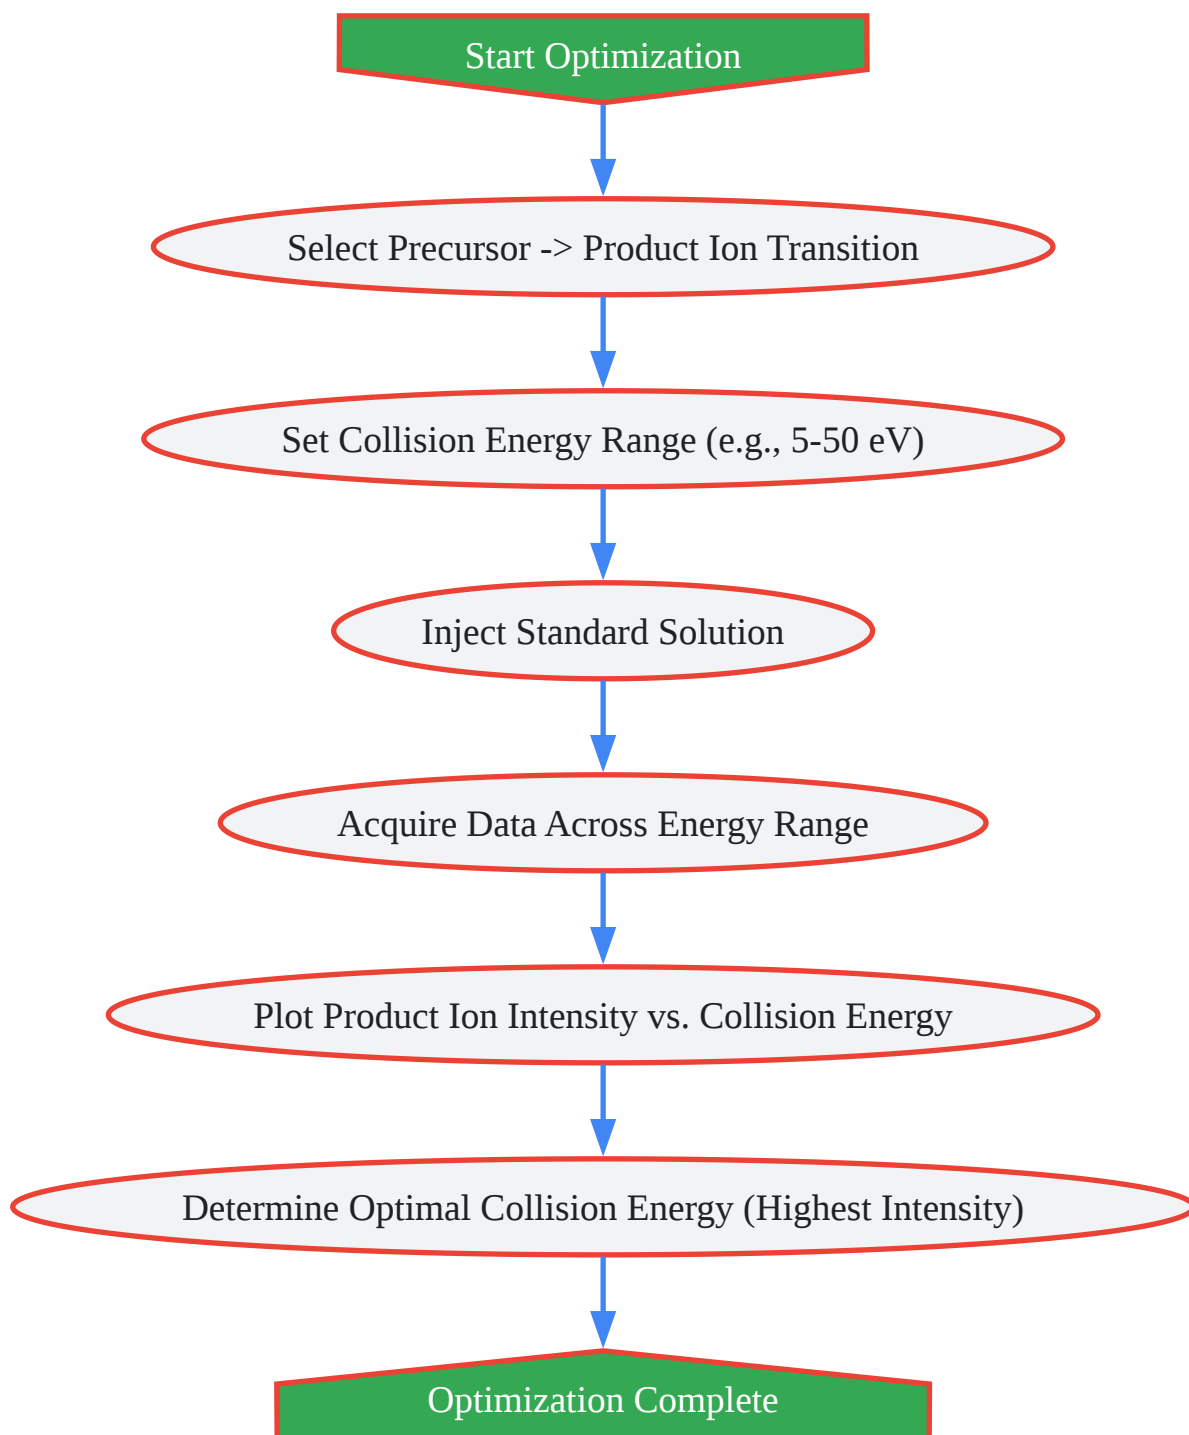 Start Optimization
Select Precursor -> Product Ion Transition
Set Collision Energy Range (e.g., 5-50 eV)
Inject Standard Solution
Acquire Data Across Energy Range
Plot Product Ion Intensity vs. Collision Energy
Determine Optimal Collision Energy (Highest Intensity)
Optimization Complete